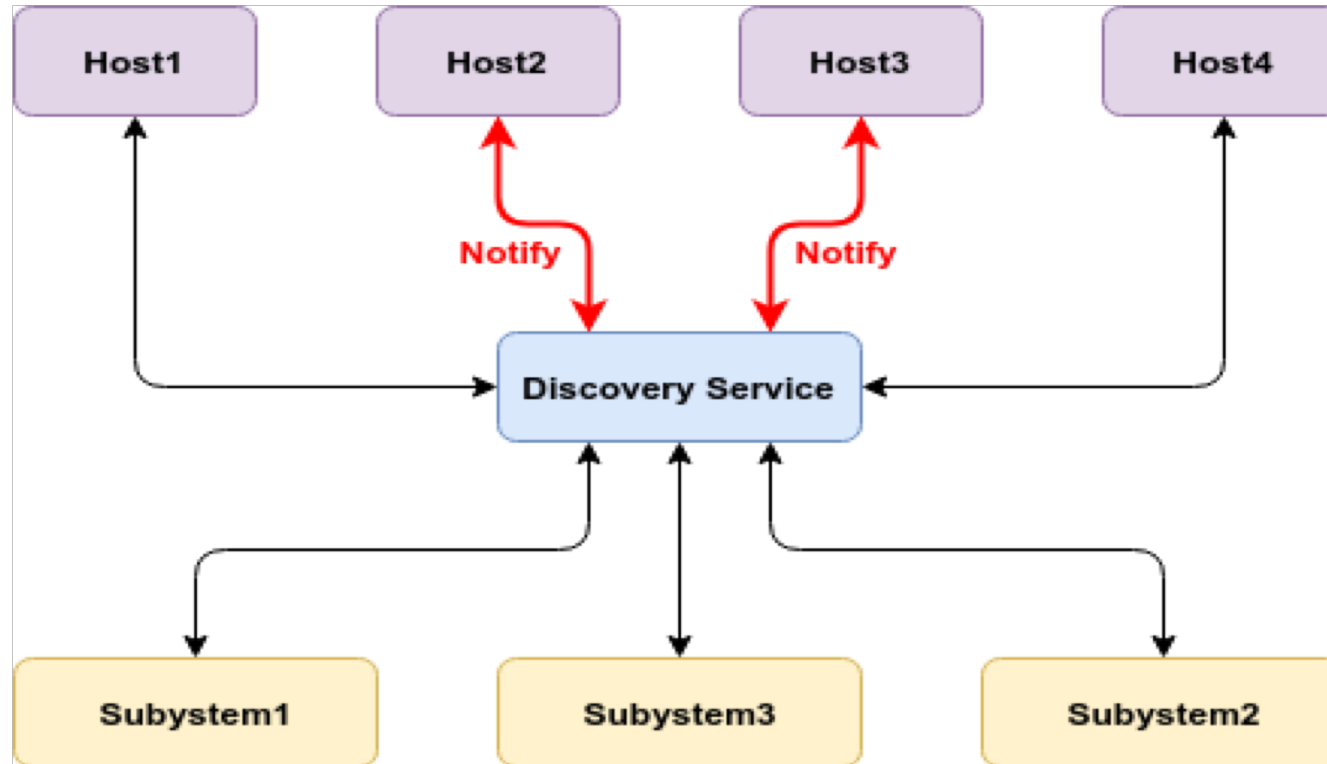 Host1
Host2
Host3
Host4
Notify
Notify
Discovery Service
Subystem1
Subystem3
Subystem2